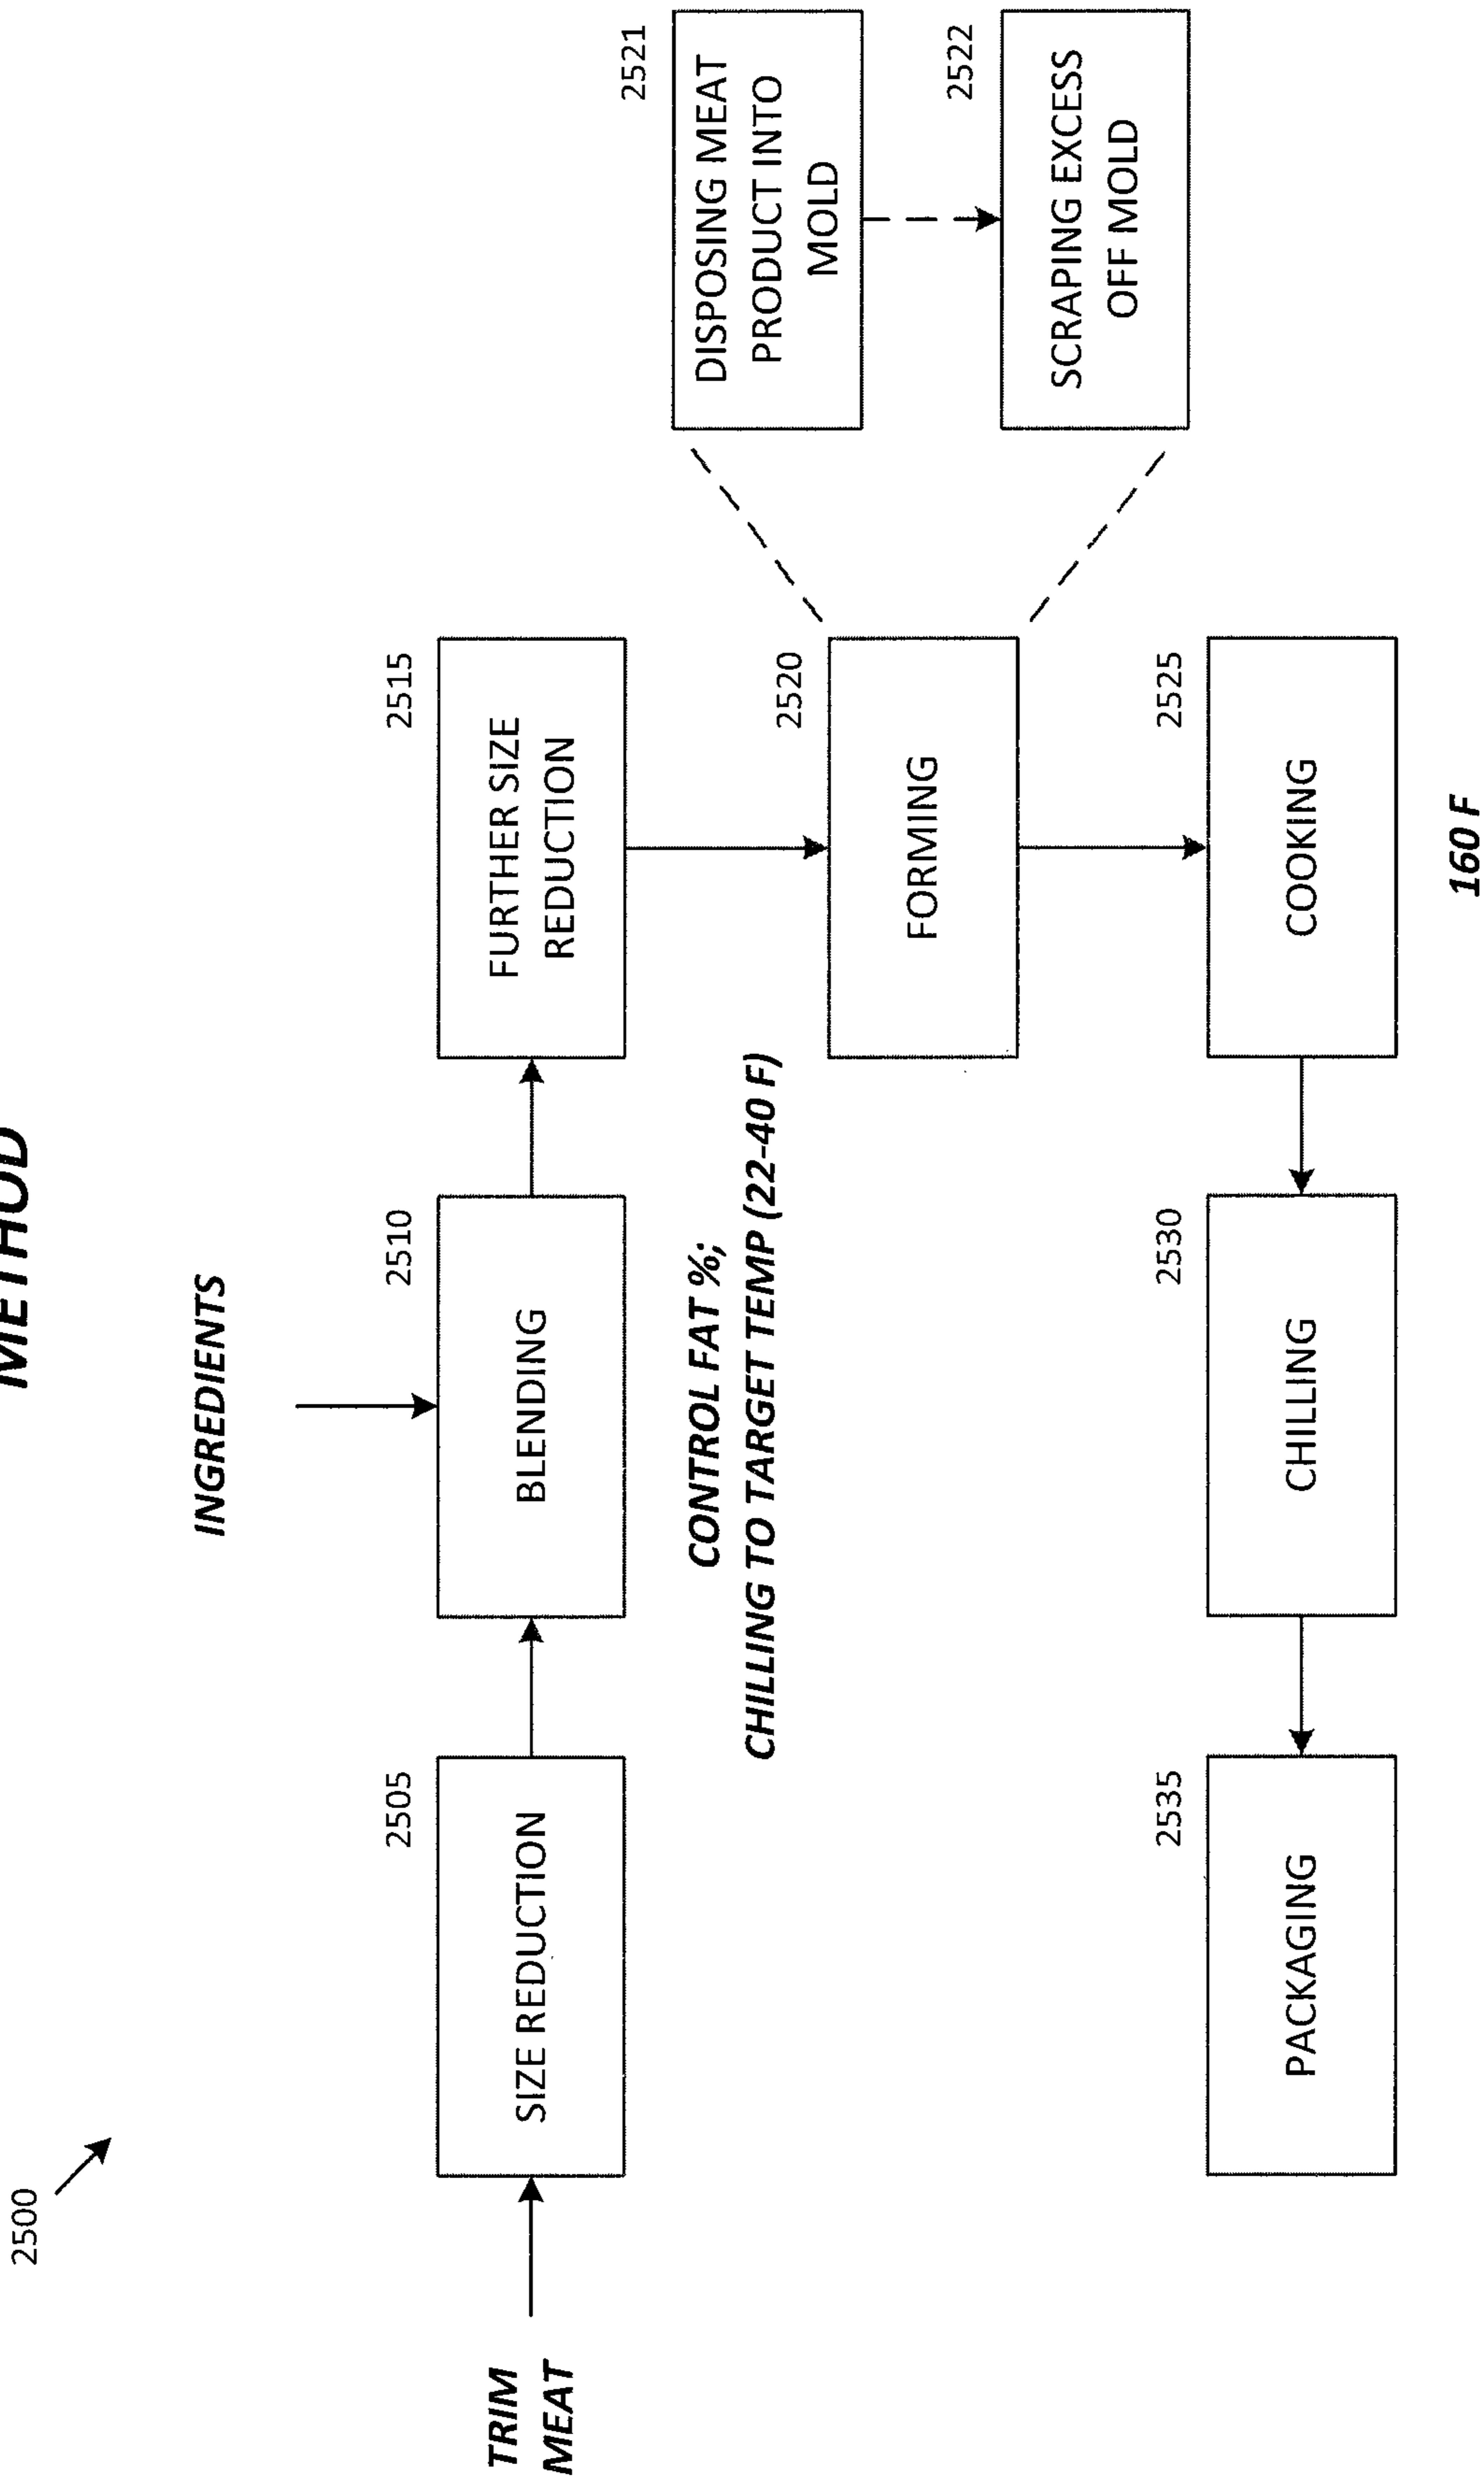 METHOD
2500
INGREDIENTS
TRIM
MEAT
2505
SIZE REDUCTION
2510
BLENDING
CONTROL FAT %;
CHILLING TO TARGET TEMP (22-40 F)
2515
FURTHER SIZE
REDUCTION
2520
FORMING
2521
DISPOSING MEAT
PRODUCT INTO
MOLD
2522
SCRAPING EXCESS
OFF MOLD
2525
COOKING
160 F
2530
CHILLING
2535
PACKAGING